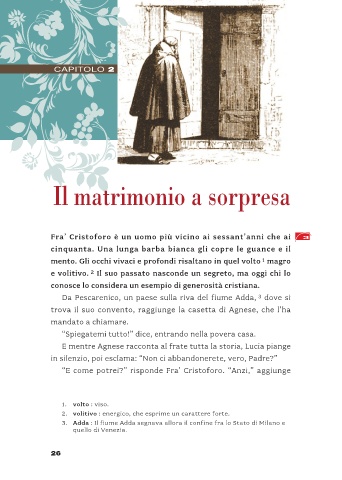 CAPITOLO 2
Il matrimonio a sorpresa
Fra' Cristoforo è un uomo più vicino ai sessant'anni che ai
cinquanta. Una lunga barba bianca gli copre le guance e il
mento. Gli occhi vivaci e profondi risaltano in quel volto ¹ magro
e volitivo. ² Il suo passato nasconde un segreto, ma oggi chi lo
conosce lo considera un esempio di generosità cristiana.
Da Pescarenico, un paese sulla riva del fiume Adda, ³ dove si
trova il suo convento, raggiunge la casetta di Agnese, che l'ha
mandato a chiamare.
"Spiegatemi tutto!" dice, entrando nella povera casa.
E mentre Agnese racconta al frate tutta la storia, Lucia piange
in silenzio, poi esclama: "Non ci abbandonerete, vero, Padre?"
"E come potrei?" risponde Fra' Cristoforo. "Anzi," aggiunge
1. volto : viso.
2. volitivo : energico, che esprime un carattere forte.
3. Adda : Il fiume Adda segnava allora il confine fra lo Stato di Milano e
quello di Venezia.
26